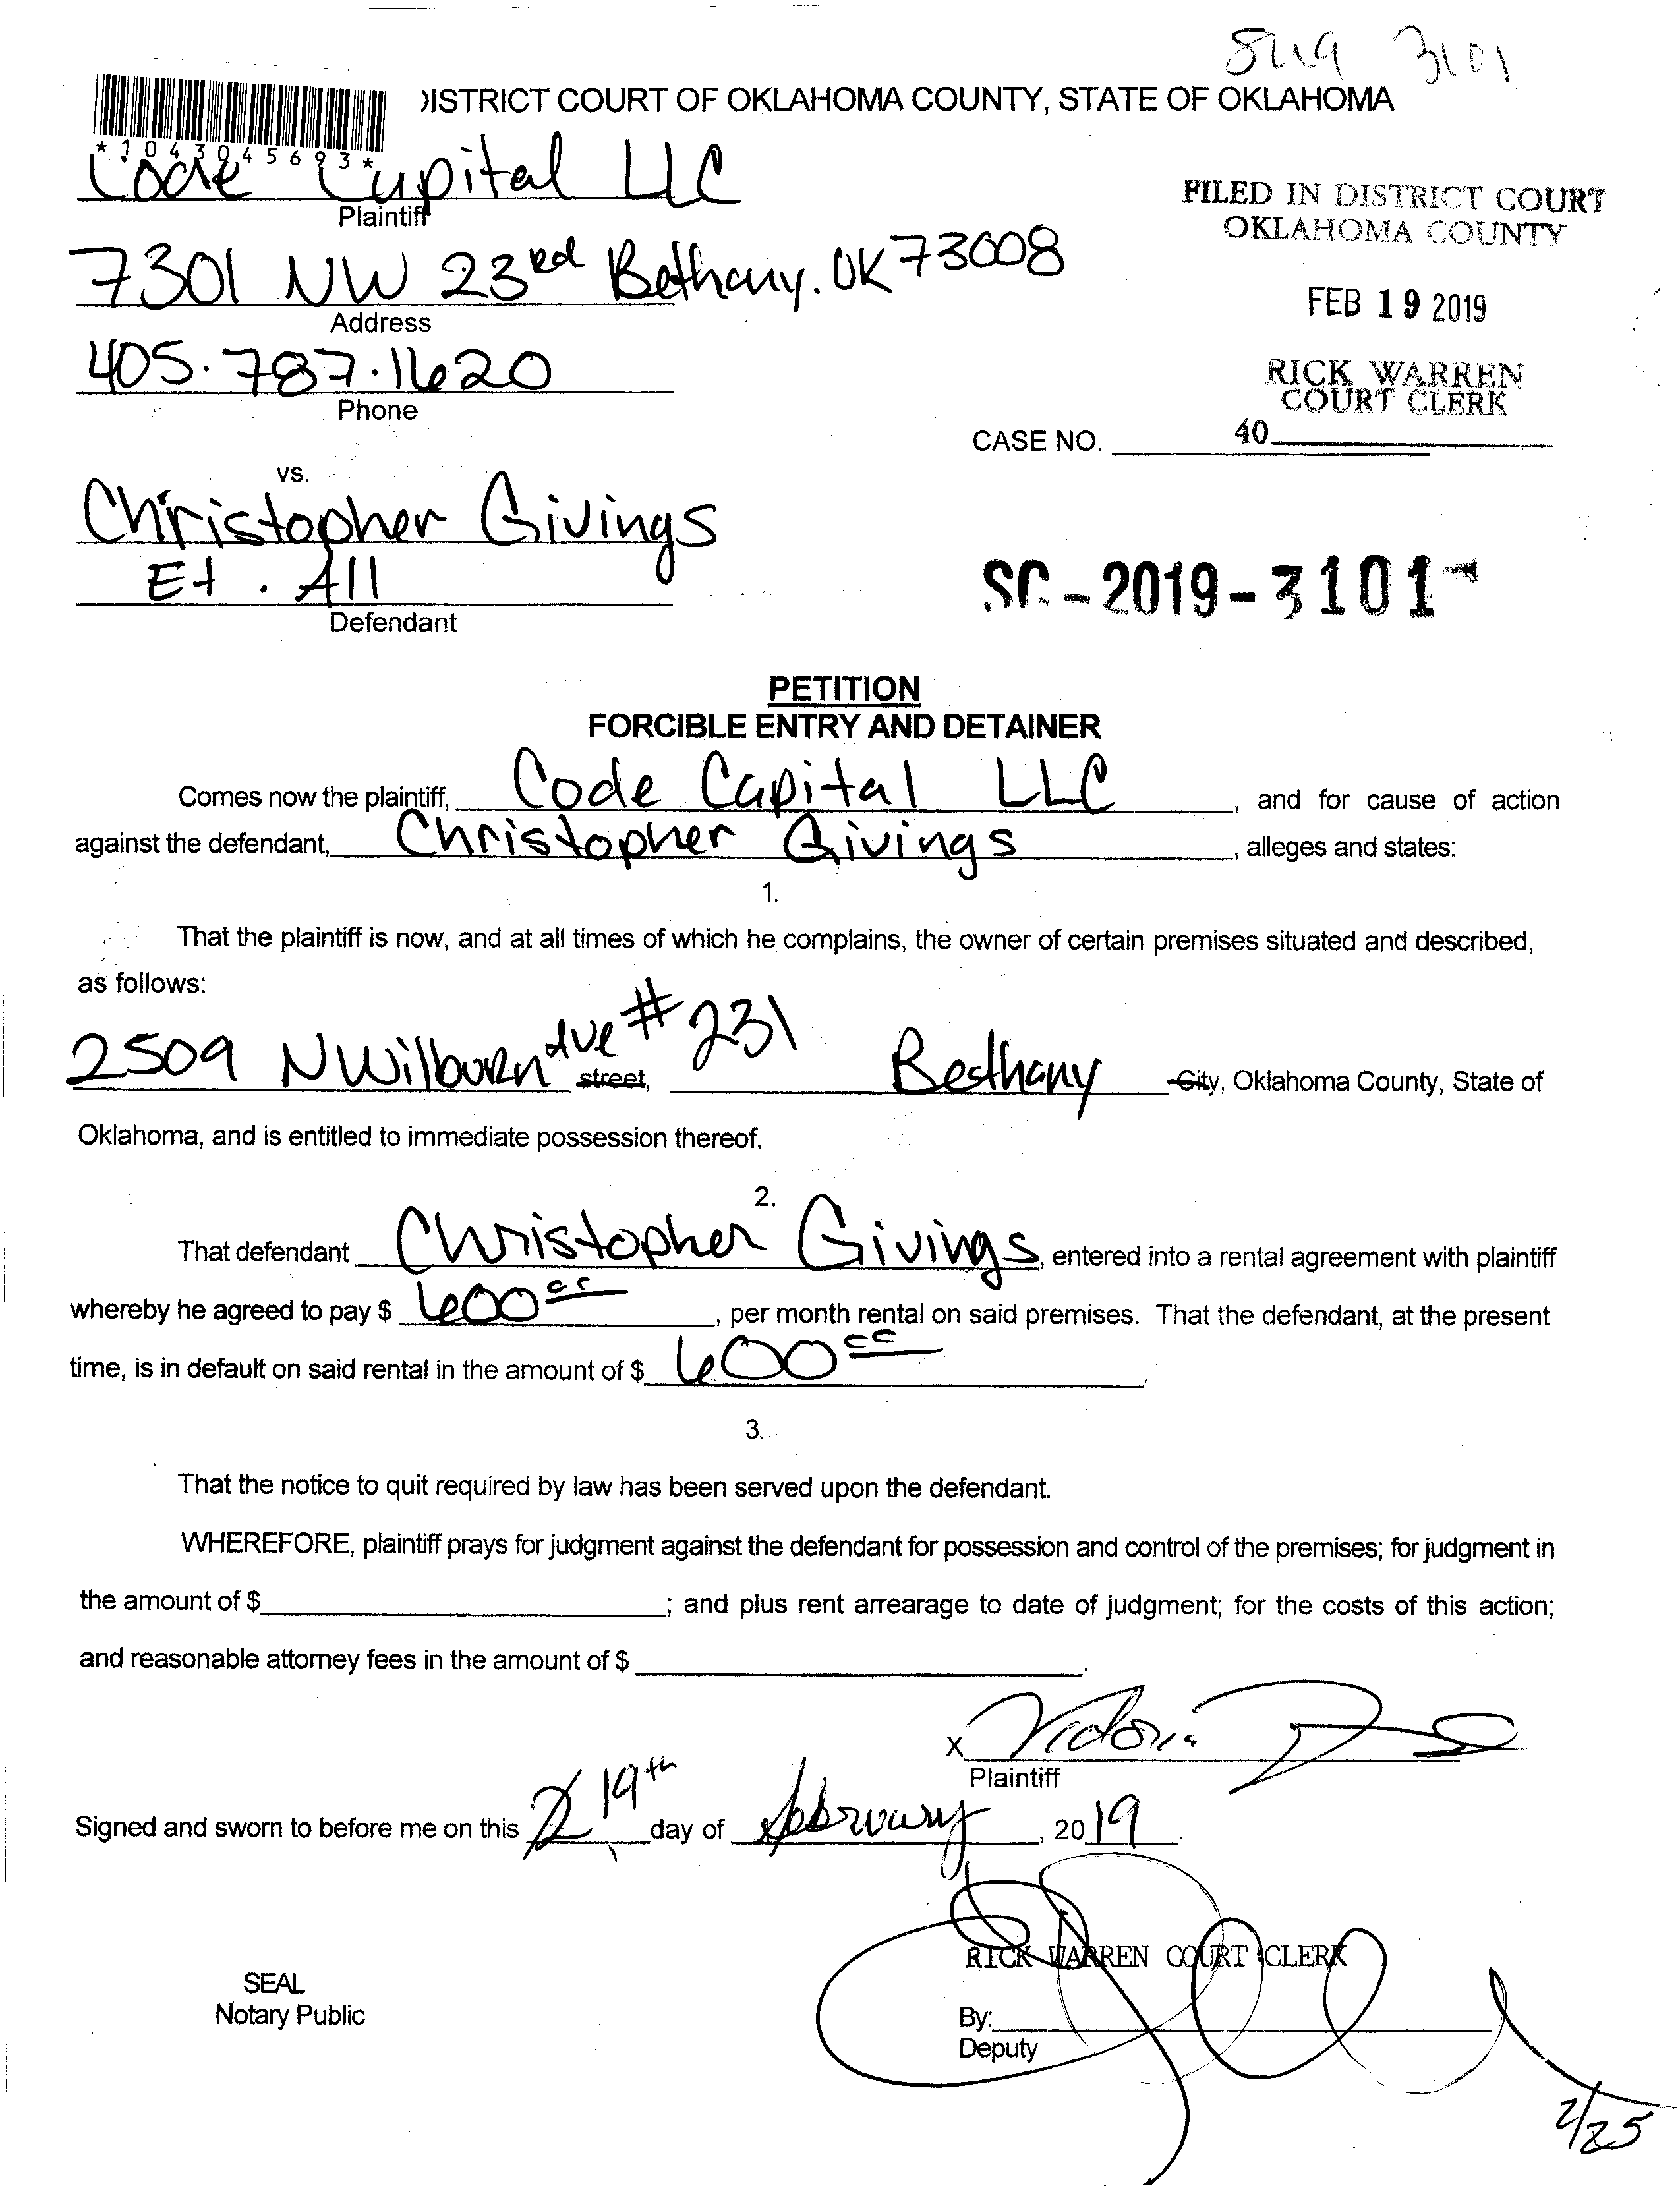 3101
DISTRICT COURT OF OKLAHOMA COUNTY, STATE OF OKLAHOMA
*1043045693*
Code Capital LLC
Plaintiff
FILED IN DISTRICT COURT
OKLAHOMA COUNTY
7301 NW 23rd Bethany. OK 73008
Address
FEB 19 2019
405.787.1620
Phone
RICK WARREN
COURT CLERK
CASE NO.
40
vs.
Christopher Givings
Et. All
Defendant
SC-2019-3101
PETITION
FORCIBLE ENTRY AND DETAINER
Comes now the plaintiff, Code Capital LLC, and for cause of action
against the defendant, Christopher Givings, alleges and states:
1.
That the plaintiff is now, and at all times of which he complains, the owner of certain premises situated and described,
as follows:
2509 N Wilburn Ave #231 street, Bethany City, Oklahoma County, State of
Oklahoma, and is entitled to immediate possession thereof.
2.
That defendant Christopher Givings, entered into a rental agreement with plaintiff
whereby he agreed to pay $ 600, per month rental on said premises. That the defendant, at the present
time, is in default on said rental in the amount of $ 600.
3.
That the notice to quit required by law has been served upon the defendant.
WHEREFORE, plaintiff prays for judgment against the defendant for possession and control of the premises; for judgment in
the amount of $; and plus rent arrearage to date of judgment; for the costs of this action;
and reasonable attorney fees in the amount of $.
X Victoria
Plaintiff
Signed and sworn to before me on this 19th day of February, 2019.
RICK WARREN COURT CLERK
SEAL
Notary Public
By:
Deputy
2/25